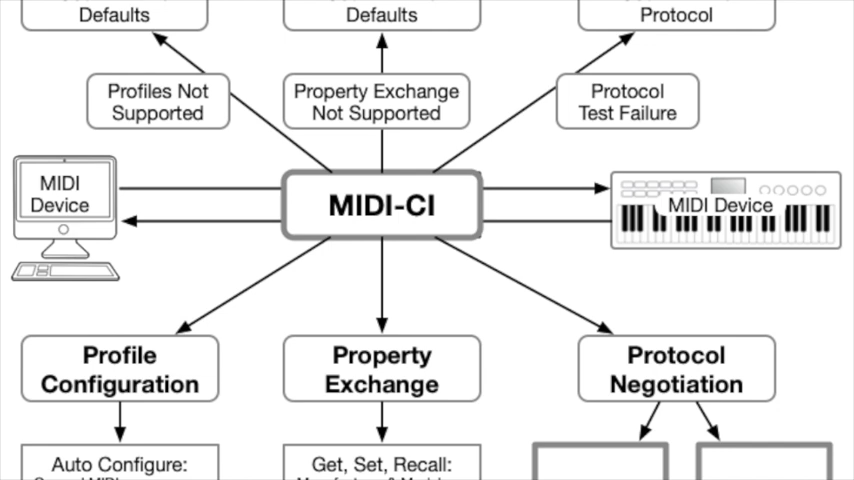 Defaults
Defaults
Protocol
Profiles Not
Supported
Property Exchange
Not Supported
Protocol
Test Failure
MIDI
Device
MIDI-CI
MIDI Device
Profile
Configuration
Property
Exchange
Protocol
Negotiation
Auto Configure:
Get, Set, Recall: